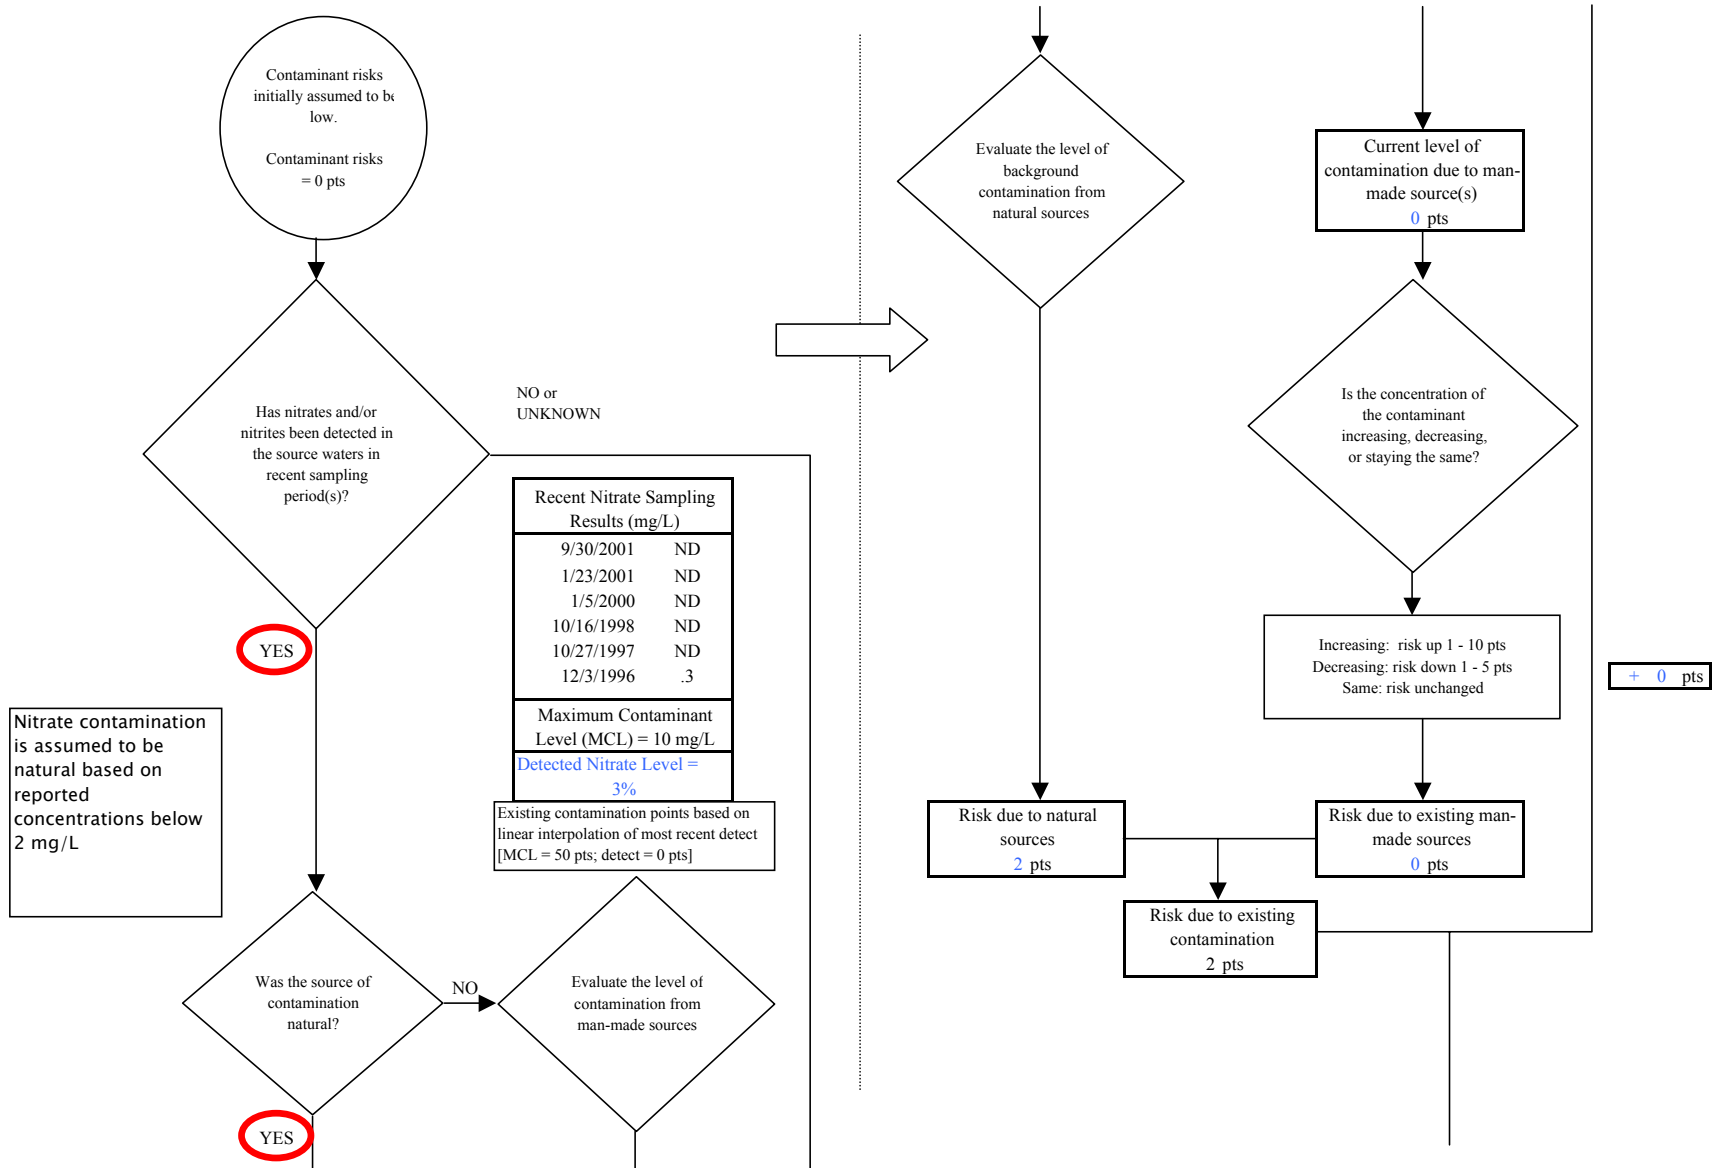 Contaminant risks
initially assumed to be
low.
Contaminant risks
= 0 pts
Has nitrates and/or
nitrites been detected in
the source waters in
recent sampling
period(s)?
NO or
UNKNOWN
YES
Recent Nitrate Sampling
Results (mg/L)
9/30/2001 ND
1/23/2001 ND
1/5/2000 ND
10/16/1998 ND
10/27/1997 ND
12/3/1996 .3
Maximum Contaminant
Level (MCL) = 10 mg/L
Detected Nitrate Level =
3%
Existing contamination points based on
linear interpolation of most recent detect
[MCL = 50 pts; detect = 0 pts]
Nitrate contamination
is assumed to be
natural based on
reported
concentrations below
2 mg/L
Was the source of
contamination
natural?
NO
Evaluate the level of
contamination from
man-made sources
YES
Evaluate the level of
background
contamination from
natural sources
Current level of
contamination due to man-
made source(s)
0 pts
Is the concentration of
the contaminant
increasing, decreasing,
or staying the same?
Increasing: risk up 1 - 10 pts
Decreasing: risk down 1 - 5 pts
Same: risk unchanged
+ 0 pts
Risk due to natural
sources
2 pts
Risk due to existing man-
made sources
0 pts
Risk due to existing
contamination
2 pts